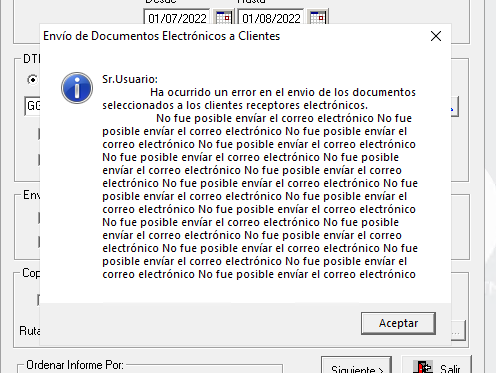 Desde
Hasta
01/07/2022
01/08/2022
Envío de Documentos Electrónicos a Clientes
DTE
Sr.Usuario:
Ha ocurrido un error en el envio de los documentos
seleccionados a los clientes receptores electrónicos.
No fue posible envíar el correo electrónico No fue
posible envíar el correo electrónico No fue posible envíar el
correo electrónico No fue posible envíar el correo electrónico
No fue posible envíar el correo electrónico No fue posible
envíar el correo electrónico No fue posible envíar el correo
electrónico No fue posible envíar el correo electrónico No fue
posible envíar el correo electrónico No fue posible envíar el
correo electrónico No fue posible envíar el correo electrónico
No fue posible envíar el correo electrónico No fue posible
envíar el correo electrónico No fue posible envíar el correo
electrónico No fue posible envíar el correo electrónico No fue
posible envíar el correo electrónico No fue posible envíar el
correo electrónico No fue posible envíar el correo electrónico
Env
Cop
Ruta
Aceptar
Ordenar Informe Por:
Siguiente >
Salir